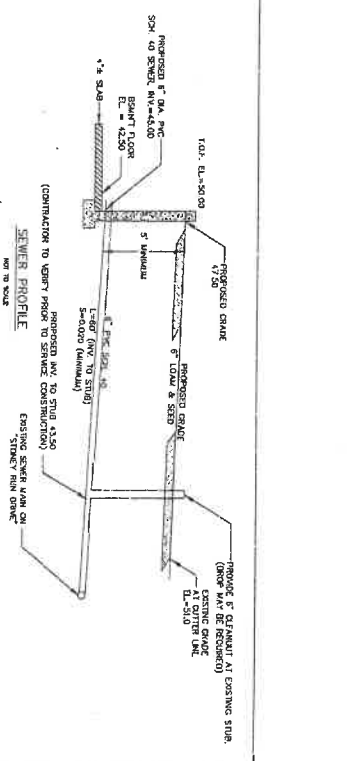 T.O.F. EL.=50.00
PROPOSED GRADE
47.50
PROPOSED 6" DIA. PVC
SCH. 40 SEWER INV.=45.00
BSMN'T FLOOR
EL = 42.50
4"± SLAB
5' MINIMUM
PROPOSED GRADE
6" LOAM & SEED
6" PVC SCH. 40
L=60' (INV. TO STUB)
S=0.020 (MINIMUM)
PROVIDE 6" CLEANOUT AT EXISTING STUB.
(DROP MAY BE REQUIRED)
EXISTING GRADE
AT GUTTER LINE
EL=51.0
PROPOSED INV. TO STUB 43.50
(CONTRACTOR TO VERIFY PRIOR TO SERVICE CONSTRUCTION)
EXISTING SEWER MAIN ON
"STONEY RUN DRIVE"
SEWER PROFILE
NOT TO SCALE